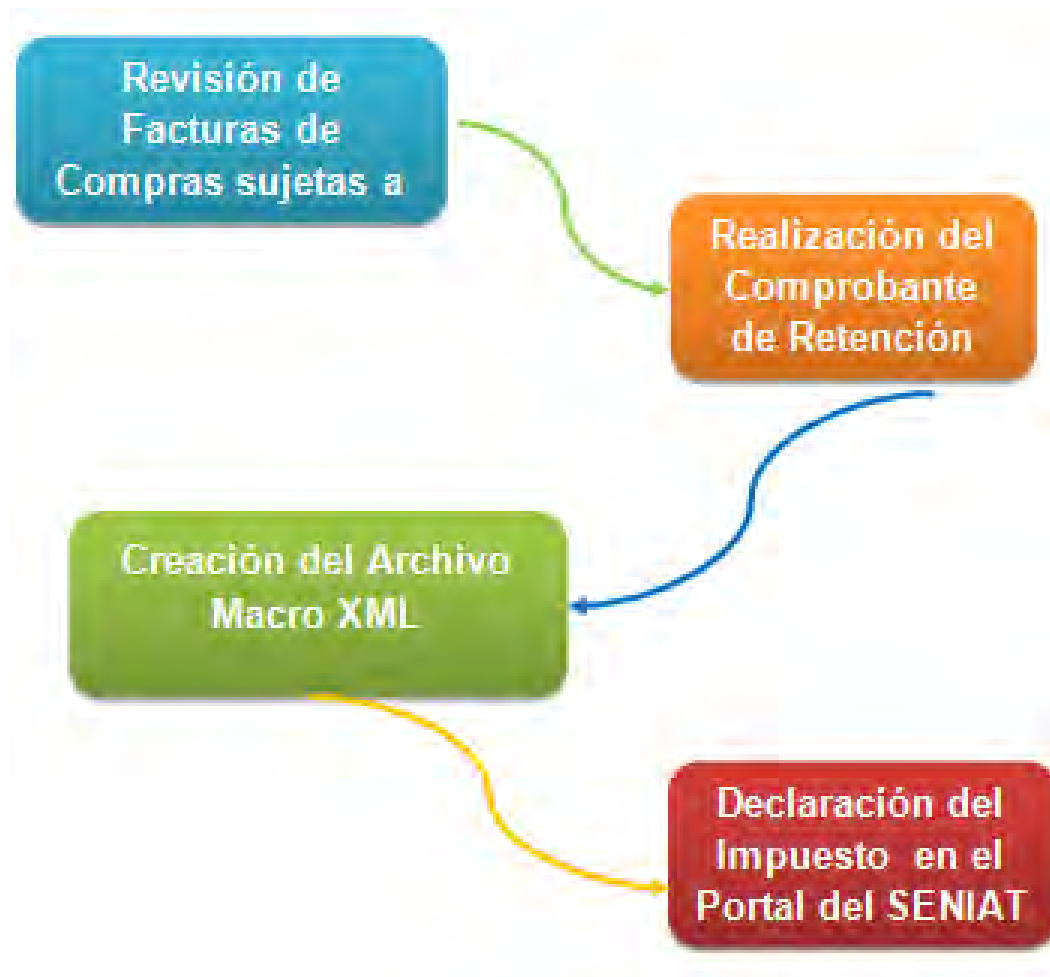 Revisión de
Facturas de
Compras sujetas a
Realización del
Comprobante
de Retención
Creación del Archivo
Macro XML
Declaración del
Impuesto en el
Portal del SENIAT